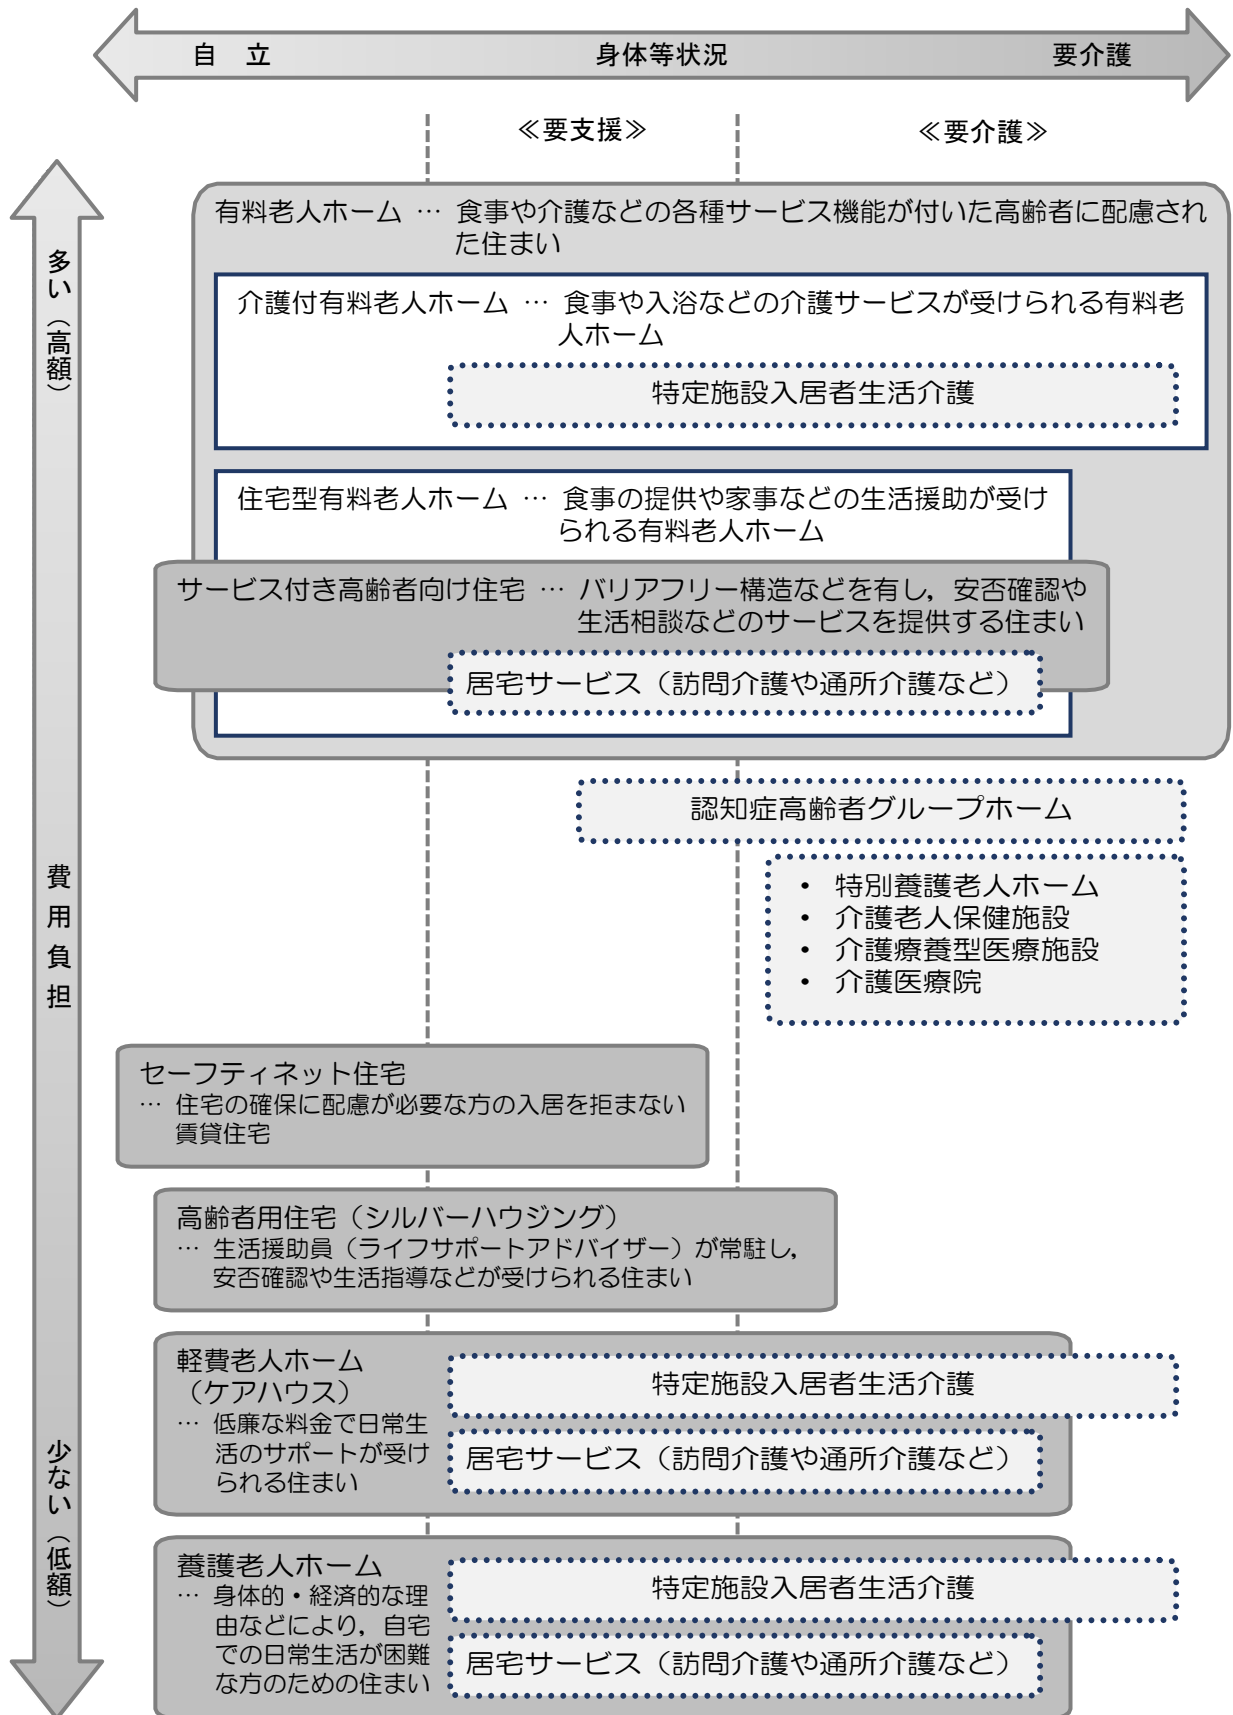 自 立 身体等状況 要介護
≪要支援≫ ≪要介護≫
多い（高額）
費用負担
少ない（低額）
有料老人ホーム … 食事や介護などの各種サービス機能が付いた高齢者に配慮され
た住まい
介護付有料老人ホーム … 食事や入浴などの介護サービスが受けられる有料老
人ホーム
特定施設入居者生活介護
住宅型有料老人ホーム … 食事の提供や家事などの生活援助が受け
られる有料老人ホーム
サービス付き高齢者向け住宅 … バリアフリー構造などを有し，安否確認や
生活相談などのサービスを提供する住まい
居宅サービス（訪問介護や通所介護など）
認知症高齢者グループホーム
・ 特別養護老人ホーム
・ 介護老人保健施設
・ 介護療養型医療施設
・ 介護医療院
セーフティネット住宅
… 住宅の確保に配慮が必要な方の入居を拒まない
賃貸住宅
高齢者用住宅（シルバーハウジング）
… 生活援助員（ライフサポートアドバイザー）が常駐し，
安否確認や生活指導などが受けられる住まい
軽費老人ホーム
（ケアハウス）
… 低廉な料金で日常生
活のサポートが受け
られる住まい
特定施設入居者生活介護
居宅サービス（訪問介護や通所介護など）
養護老人ホーム
… 身体的・経済的な理
由などにより，自宅
での日常生活が困難
な方のための住まい
特定施設入居者生活介護
居宅サービス（訪問介護や通所介護など）